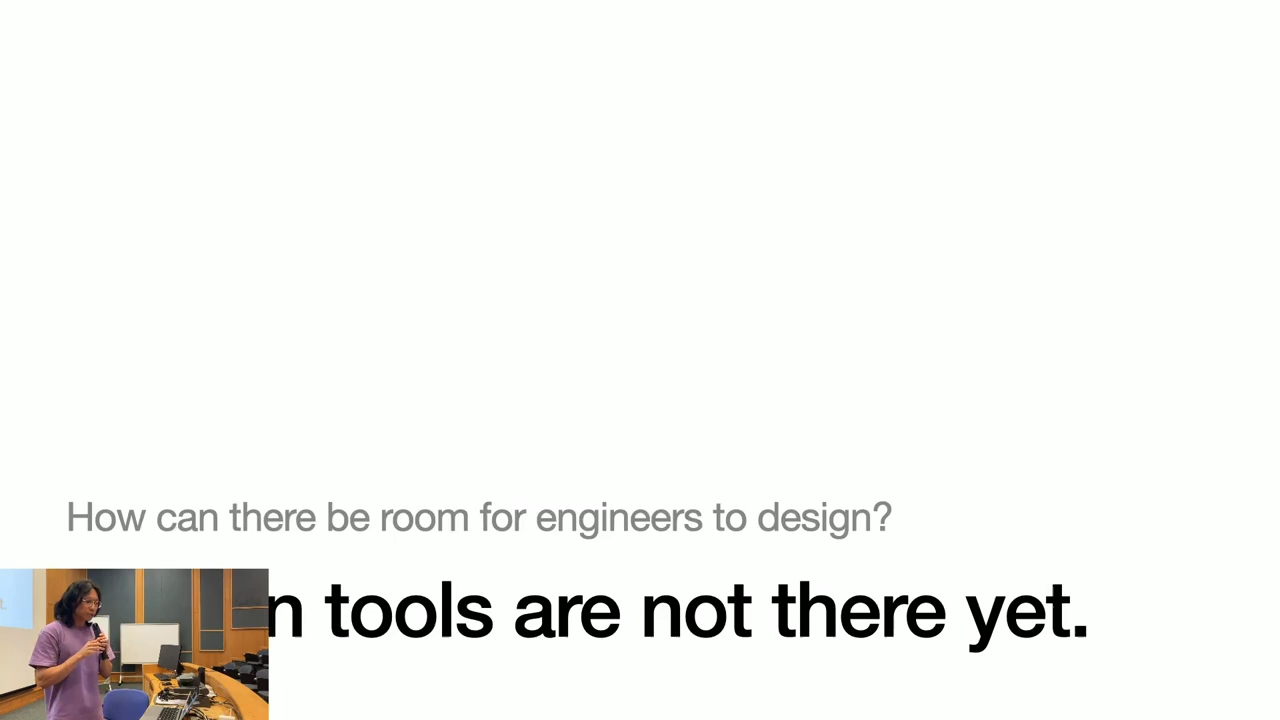 How can there be room for engineers to design?
tools are not there yet.